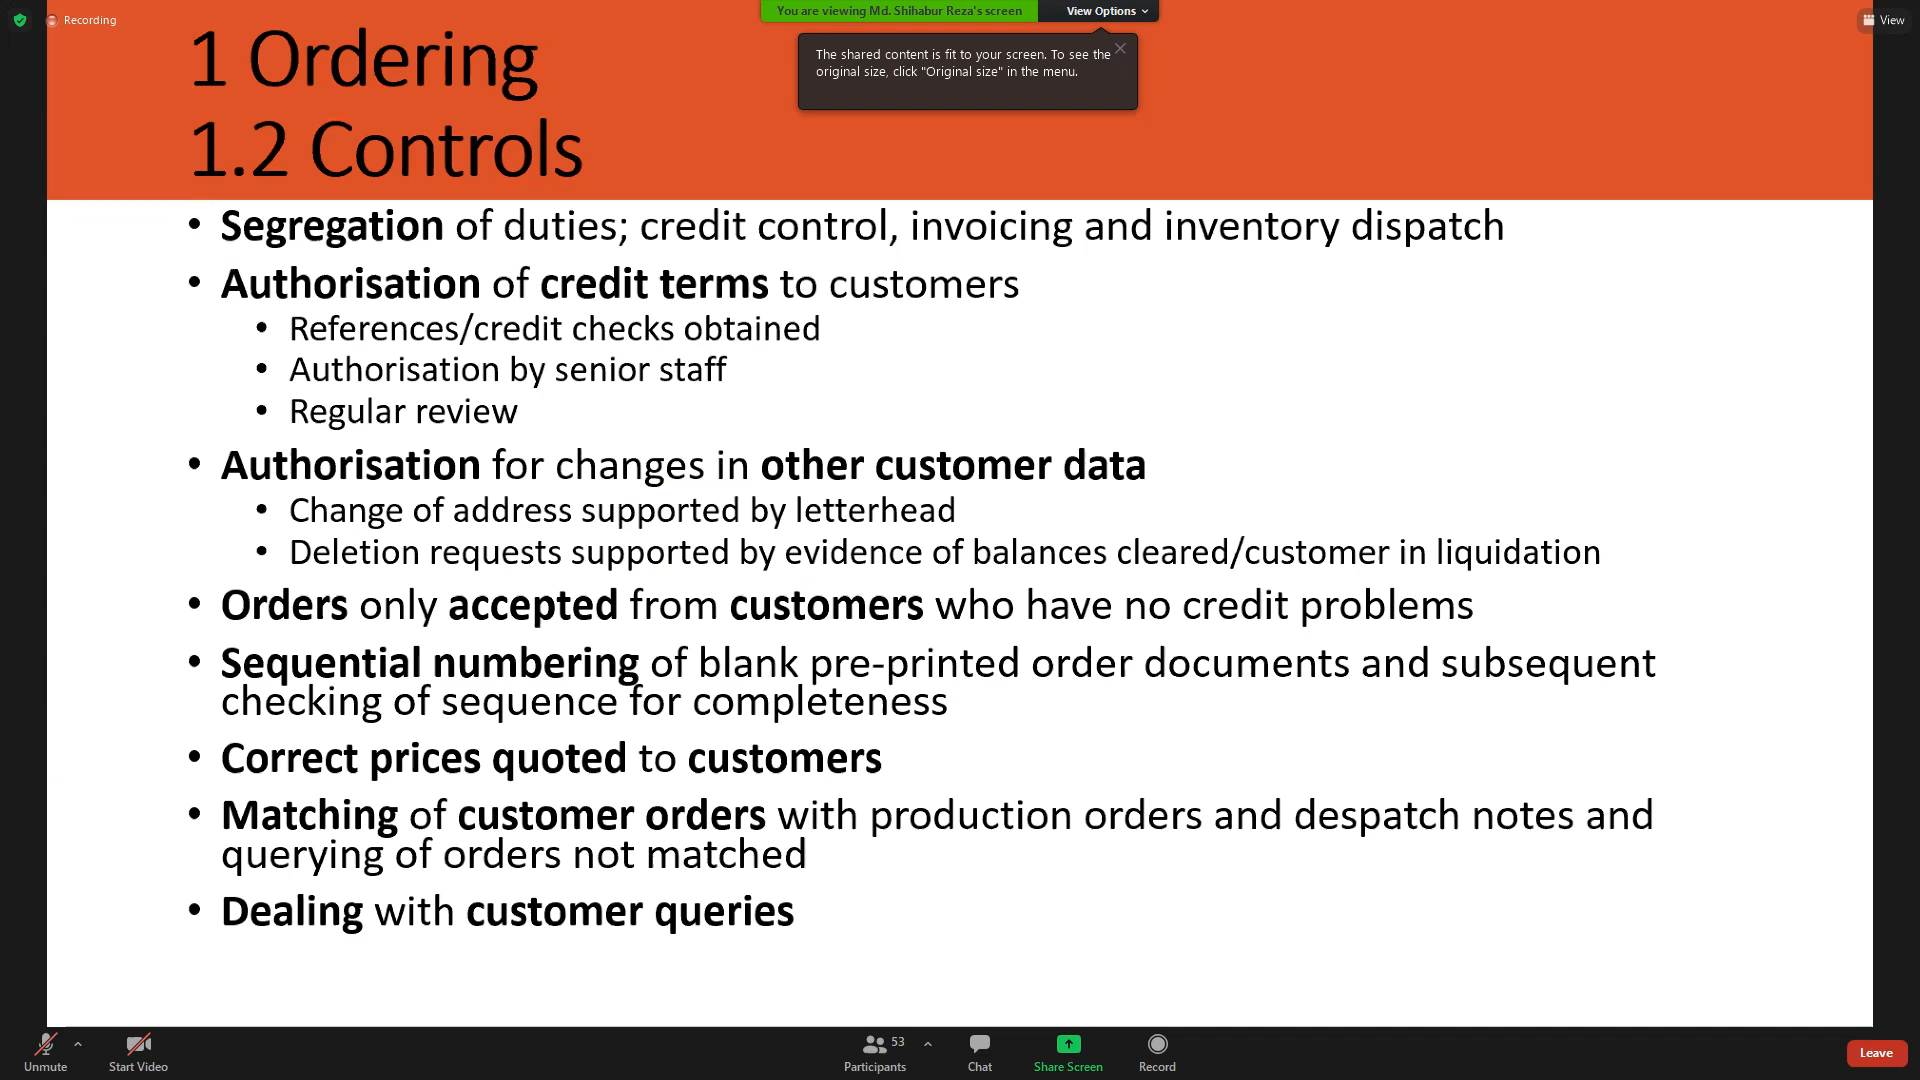 Recording
You are viewing Md. Shihabur Reza's screen
View Options
View
The shared content is fit to your screen. To see the
original size, click "Original size" in the menu.
1 Ordering
1.2 Controls
• Segregation of duties; credit control, invoicing and inventory dispatch
• Authorisation of credit terms to customers
• References/credit checks obtained
• Authorisation by senior staff
• Regular review
• Authorisation for changes in other customer data
• Change of address supported by letterhead
• Deletion requests supported by evidence of balances cleared/customer in liquidation
• Orders only accepted from customers who have no credit problems
• Sequential numbering of blank pre-printed order documents and subsequent
checking of sequence for completeness
• Correct prices quoted to customers
• Matching of customer orders with production orders and despatch notes and
querying of orders not matched
• Dealing with customer queries
Unmute
Start Video
53
Participants
Chat
Share Screen
Record
Leave